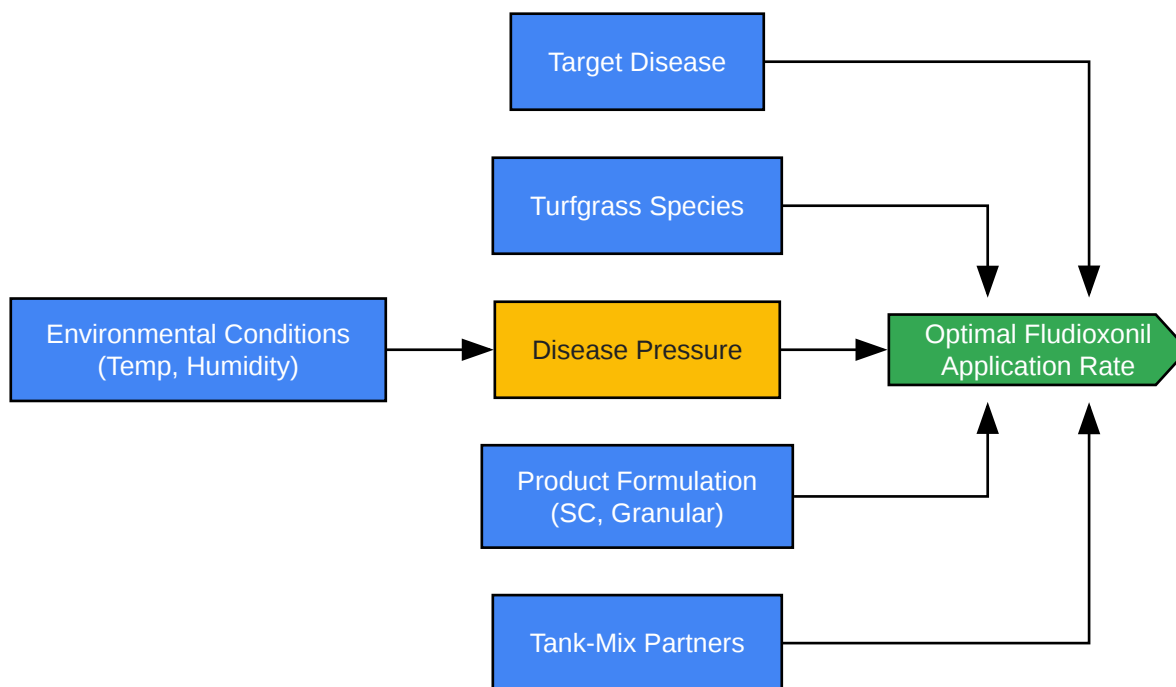 Target Disease
Turfgrass Species
Environmental Conditions
(Temp, Humidity)
Disease Pressure
Optimal Fludioxonil
Application Rate
Product Formulation
(SC, Granular)
Tank-Mix Partners